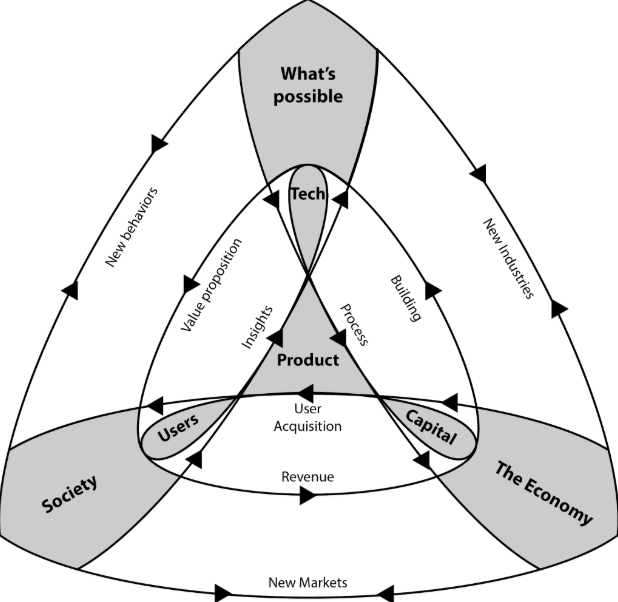 What's
possible
Tech
New behaviors
New Industries
Value proposition
Building
Insights
Process
Product
User
Acquisition
Users
Capital
Revenue
Society
The Economy
New Markets